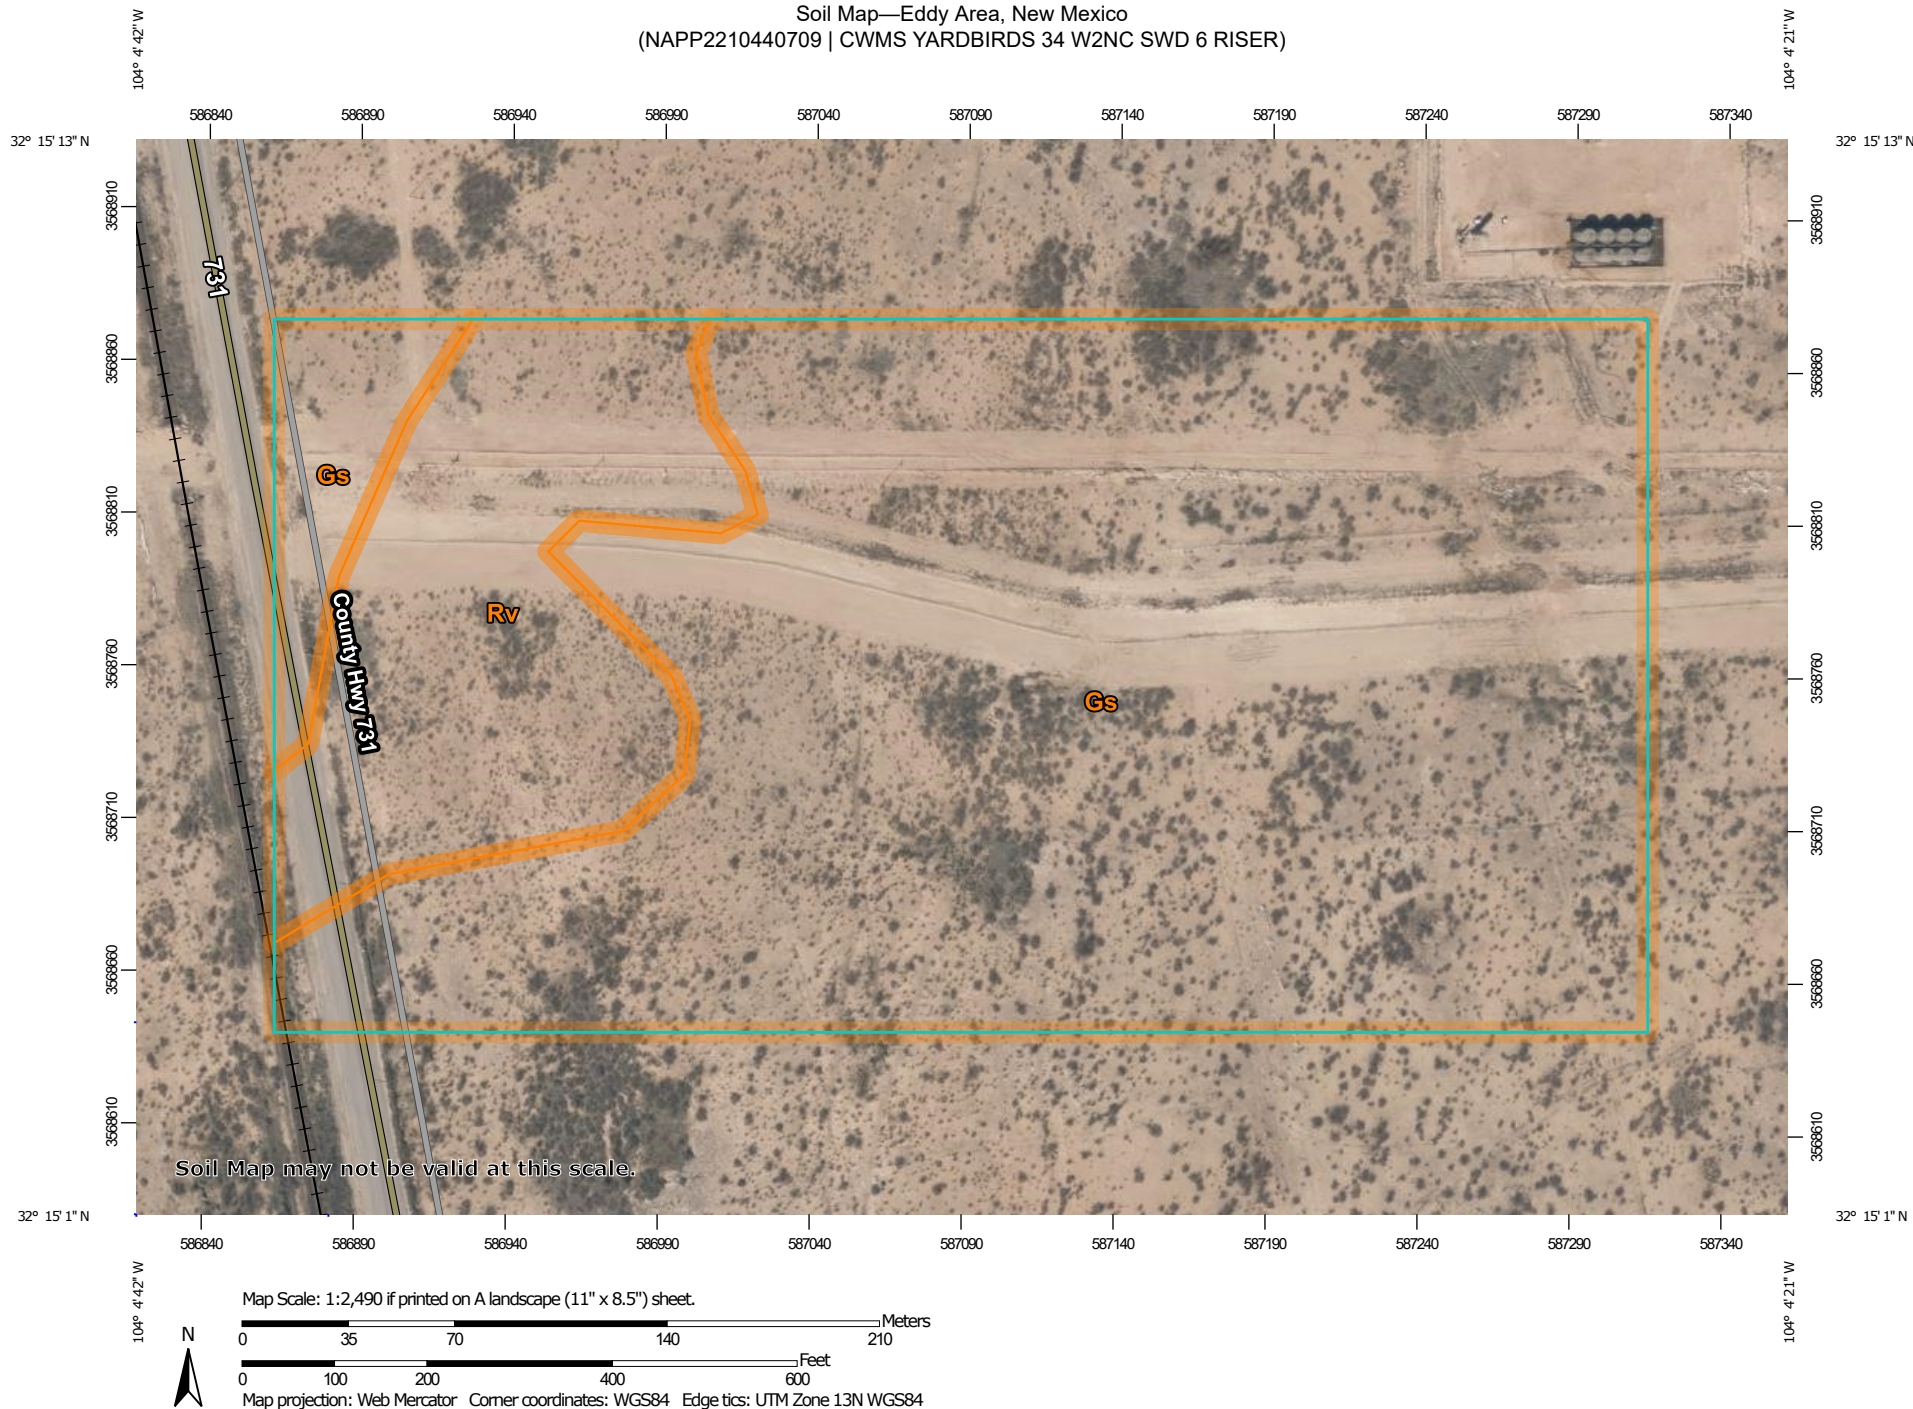 Soil Map—Eddy Area, New Mexico
(NAPP2210440709 | CWMS YARDBIRDS 34 W2NC SWD 6 RISER)
104° 4' 42'' W
104° 4' 21'' W
586840 586890 586940 586990 587040 587090 587140 587190 587240 587290 587340
32° 15' 13'' N
32° 15' 13'' N
3568910
3568910
731
3568860
3568860
Gs
3568810
3568810
Rv
County Hwy 731
3568760
3568760
Gs
3568710
3568710
3568660
3568660
3568610
3568610
Soil Map may not be valid at this scale.
32° 15' 1'' N
32° 15' 1'' N
586840 586890 586940 586990 587040 587090 587140 587190 587240 587290 587340
104° 4' 42'' W
104° 4' 21'' W
Map Scale: 1:2,490 if printed on A landscape (11" x 8.5") sheet.
Meters
0 35 70 140 210
N
Feet
0 100 200 400 600
Map projection: Web Mercator Corner coordinates: WGS84 Edge tics: UTM Zone 13N WGS84